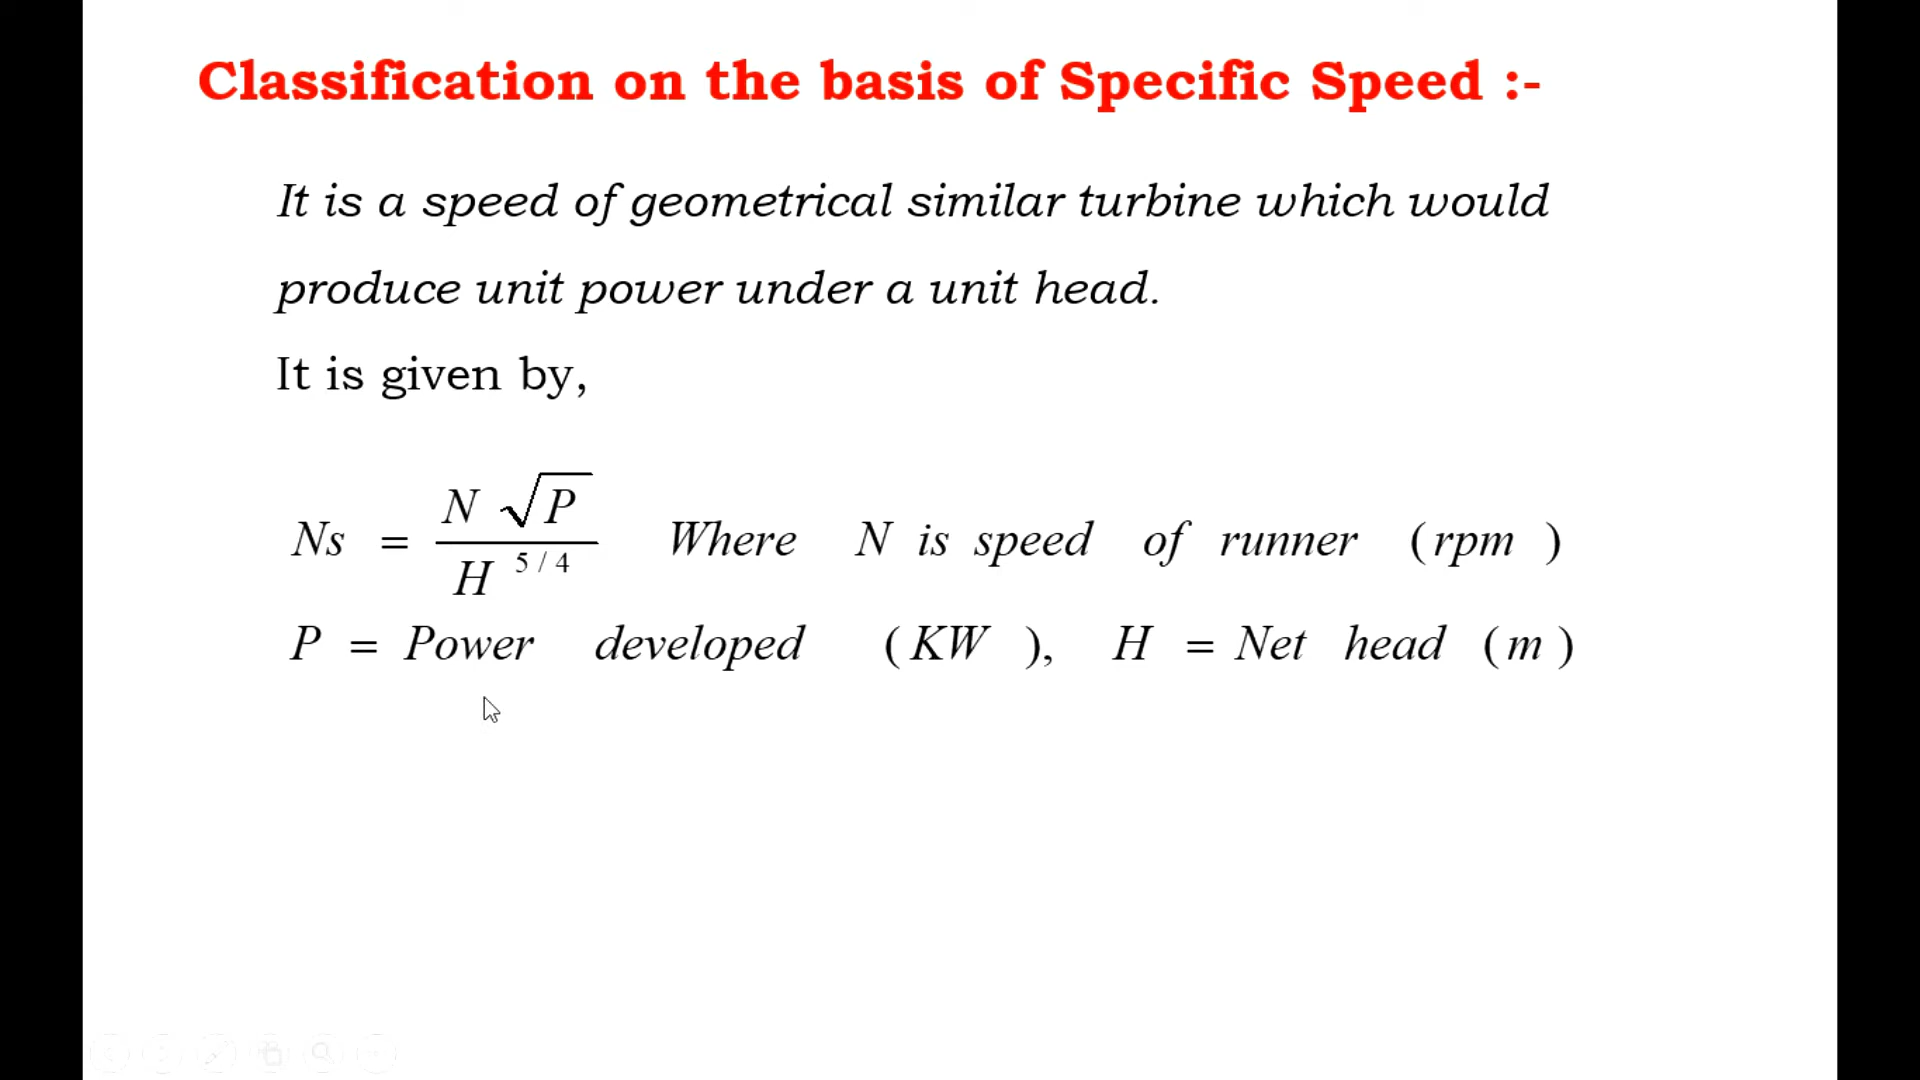 Classification on the basis of Specific Speed :-
It is a speed of geometrical similar turbine which would
produce unit power under a unit head.
It is given by,
Ns = N √P / H 5/4 Where N is speed of runner (rpm )
P = Power developed (KW ), H = Net head (m )